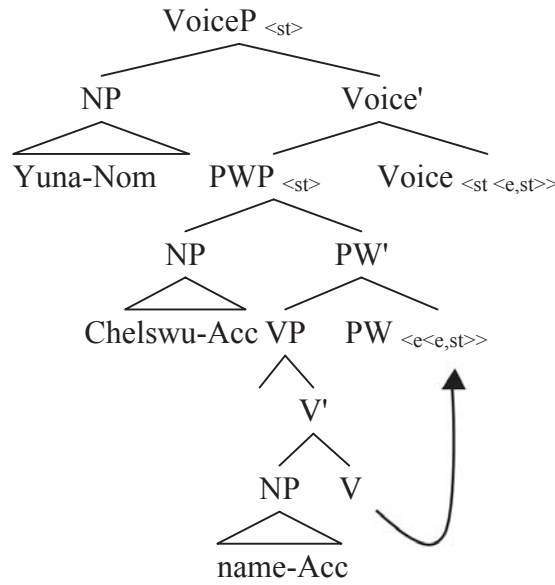 VoiceP <st>
NP Voice'
Yuna-Nom PWP <st> Voice <st <e,st>>
NP PW'
Chelswu-Acc VP PW <e<e,st>>
V'
NP V
name-Acc